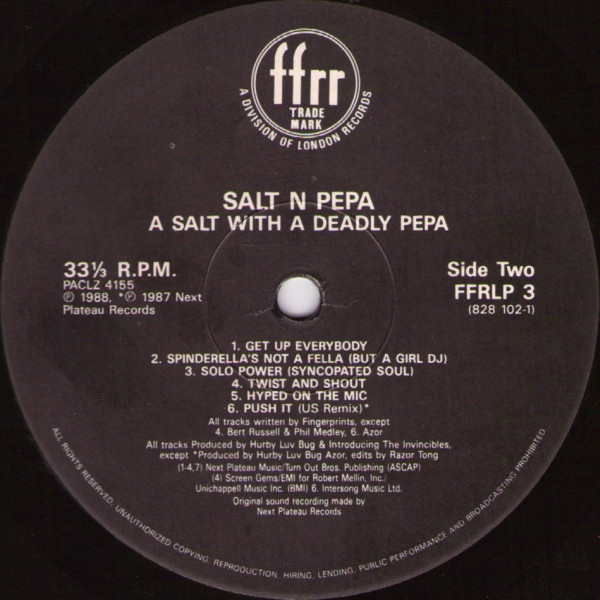 ffrr
TRADE
MARK
A DIVISION OF LONDON RECORDS
SALT N PEPA
A SALT WITH A DEADLY PEPA
33⅓ R.P.M.
PACLZ 4155
℗ 1988, *℗ 1987 Next
Plateau Records
Side Two
FFRLP 3
(828 102-1)
1. GET UP EVERYBODY
2. SPINDERELLA'S NOT A FELLA (BUT A GIRL DJ)
3. SOLO POWER (SYNCOPATED SOUL)
4. TWIST AND SHOUT
5. HYPED ON THE MIC
6. PUSH IT (US Remix)*
All tracks written by Fingerprints, except
4. Bert Russell & Phil Medley, 6. Azor
All tracks Produced by Hurby Luv Bug & Introducing The Invincibles,
except *Produced by Hurby Luv Bug Azor, edits by Razor Tong
(1-4,7) Next Plateau Music/Turn Out Bros. Publishing (ASCAP)
(4) Screen Gems/EMI for Robert Mellin, Inc./
Unichappell Music Inc. (BMI) 6. Intersong Music Ltd.
Original sound recording made by
Next Plateau Records
ALL RIGHTS RESERVED. UNAUTHORIZED COPYING, REPRODUCTION, HIRING, LENDING, PUBLIC PERFORMANCE AND BROADCASTING PROHIBITED